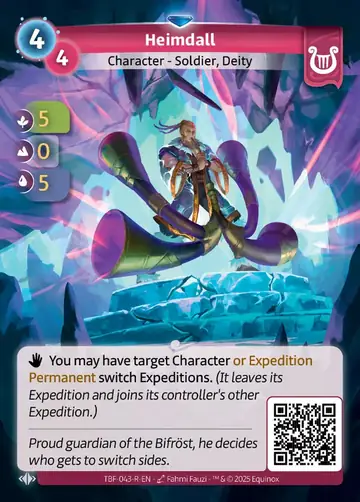 4
Heimdall
4
Character - Soldier, Deity
5
0
5
You may have target Character or Expedition
Permanent switch Expeditions. (It leaves its
Expedition and joins its controller's other
Expedition.)
Proud guardian of the Bifröst, he decides
who gets to switch sides.
TBF-043-R-EN - Fahmi Fauzi - ™ & © 2025 Equinox